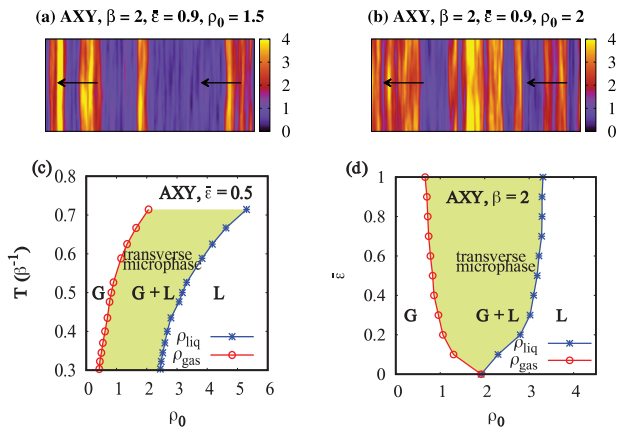 (a) AXY, β = 2, ε̄ = 0.9, ρ0 = 1.5
(b) AXY, β = 2, ε̄ = 0.9, ρ0 = 2
4
3
2
1
0
4
3
2
1
0
(c)
AXY, ε̄ = 0.5
0.8
0.7
0.6
0.5
0.4
0.3
T (β⁻¹)
transverse
microphase
G
G + L
L
ρliq
ρgas
0 1 2 3 4 5 6
ρ0
(d)
AXY, β = 2
1
0.8
0.6
0.4
0.2
0
ε̄
transverse
microphase
G
G + L
L
ρliq
ρgas
0 1 2 3 4
ρ0